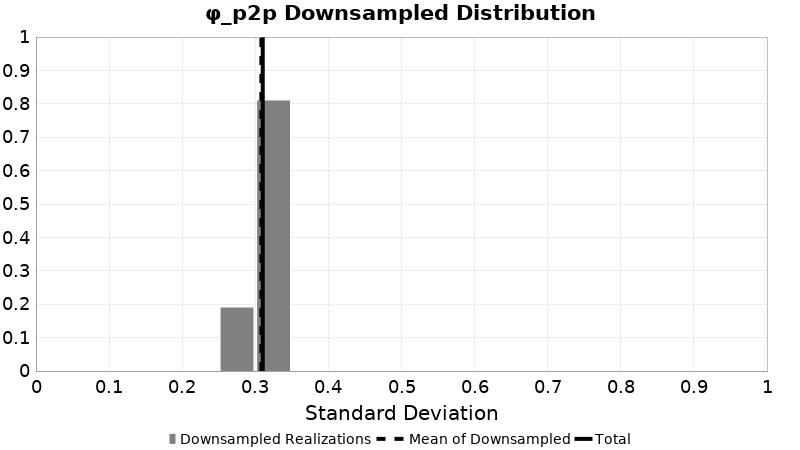 φ_p2p Downsampled Distribution
1
0.9
0.8
0.7
0.6
0.5
0.4
0.3
0.2
0.1
0
0 0.1 0.2 0.3 0.4 0.5 0.6 0.7 0.8 0.9 1
Standard Deviation
Downsampled Realizations Mean of Downsampled Total